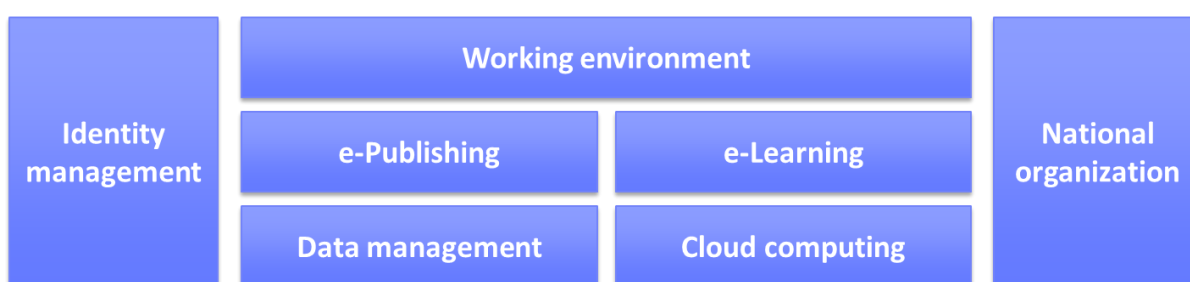 Identity
management
Working environment
e-Publishing
e-Learning
Data management
Cloud computing
National
organization